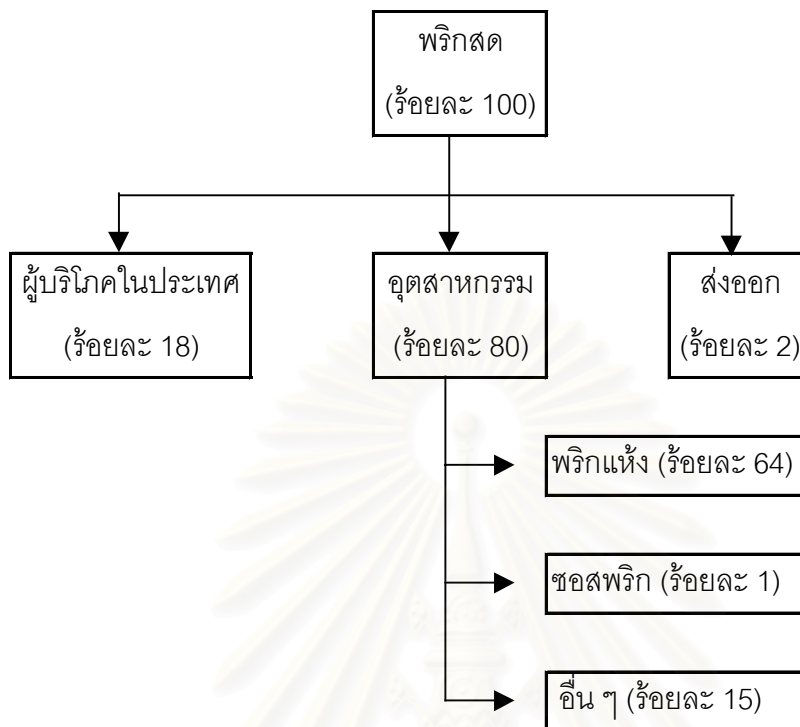 พริกสด
(ร้อยละ 100)
ผู้บริโภคในประเทศ
(ร้อยละ 18)
อุตสาหกรรม
(ร้อยละ 80)
ส่งออก
(ร้อยละ 2)
พริกแห้ง (ร้อยละ 64)
ซอสพริก (ร้อยละ 1)
อื่น ๆ (ร้อยละ 15)